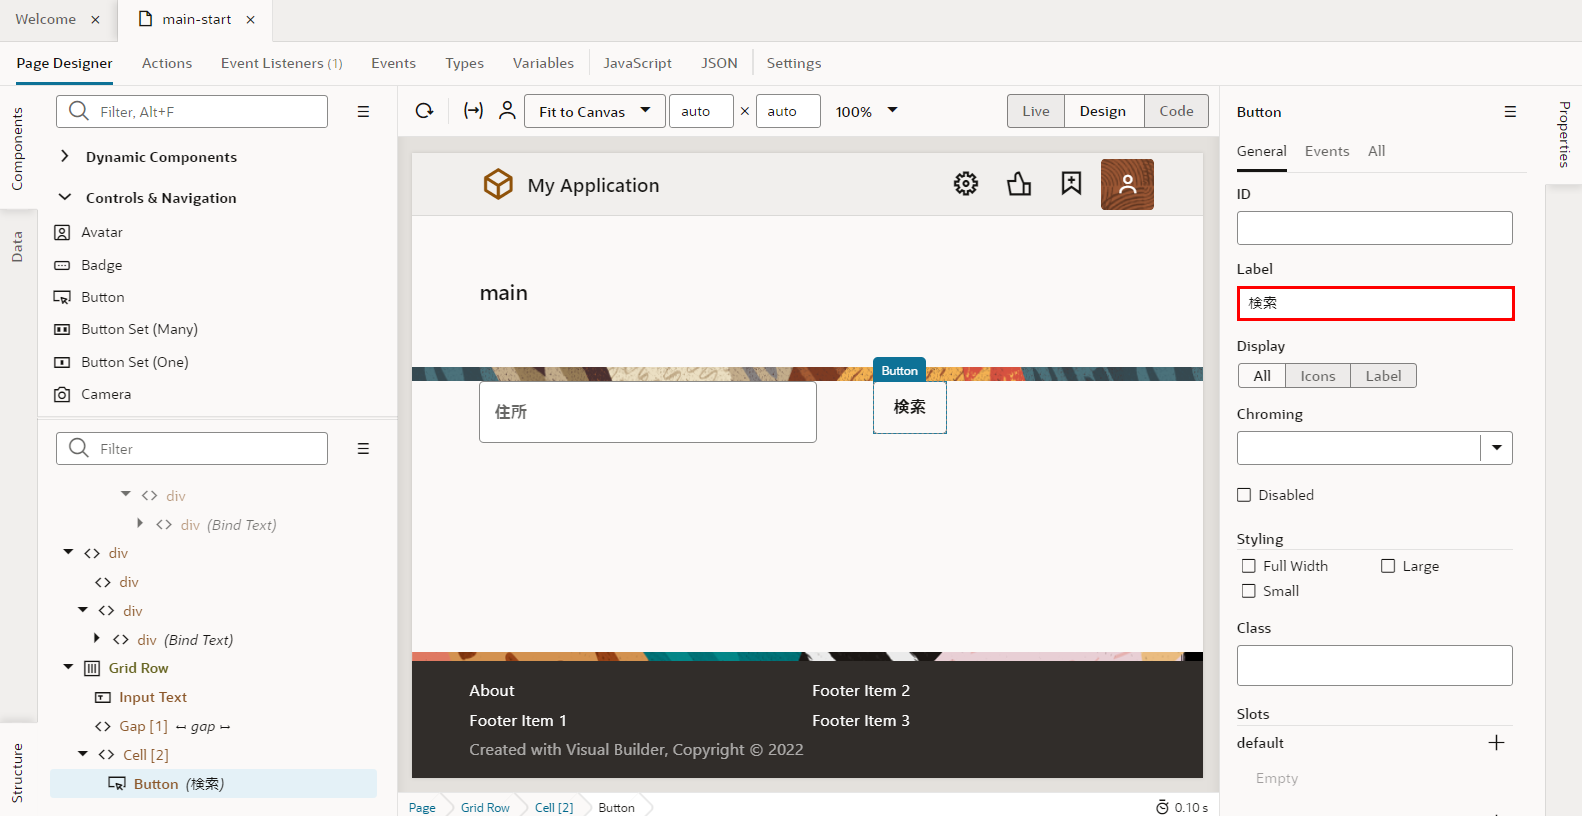 Welcome ×
main-start ×
Page Designer Actions Event Listeners (1) Events Types Variables JavaScript JSON Settings
Components
Data
Structure
Filter, Alt+F
Dynamic Components
Controls & Navigation
Avatar
Badge
Button
Button Set (Many)
Button Set (One)
Camera
Filter
<> div
<> div (Bind Text)
<> div
<> div
<> div
<> div (Bind Text)
Grid Row
Input Text
<> Gap [1] ↔ gap ↔
<> Cell [2]
Button (検索)
Fit to Canvas auto × auto 100%
Live Design Code
My Application
main
Button
住所
検索
About Footer Item 2
Footer Item 1 Footer Item 3
Created with Visual Builder, Copyright © 2022
Page Grid Row Cell [2] Button
0.10 s
Button
General Events All
ID
Label
検索
Display
All Icons Label
Chroming
Disabled
Styling
Full Width Large
Small
Class
Slots
default +
Empty
Properties